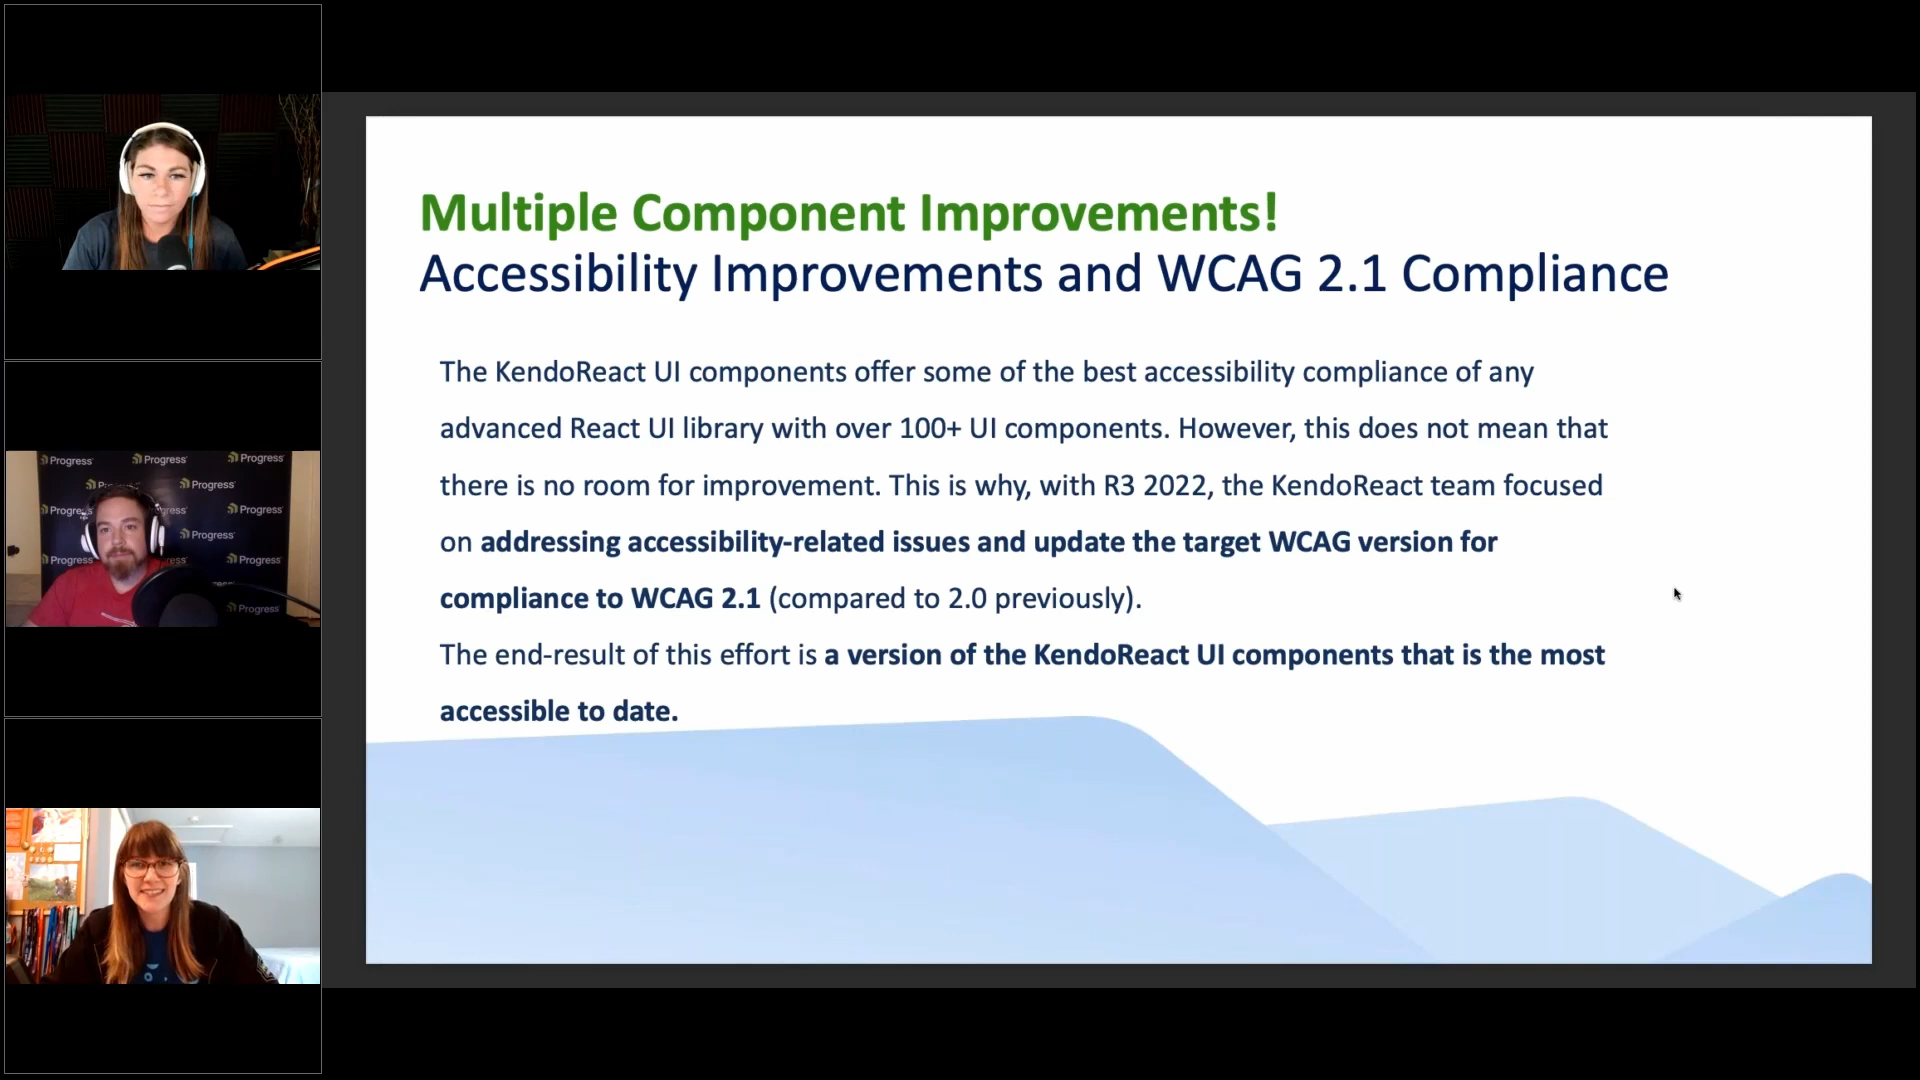 Multiple Component Improvements!
Accessibility Improvements and WCAG 2.1 Compliance
The KendoReact UI components offer some of the best accessibility compliance of any
advanced React UI library with over 100+ UI components. However, this does not mean that
there is no room for improvement. This is why, with R3 2022, the KendoReact team focused
on addressing accessibility-related issues and update the target WCAG version for
compliance to WCAG 2.1 (compared to 2.0 previously).
The end-result of this effort is a version of the KendoReact UI components that is the most
accessible to date.
Progress Progress Progress
Progress
Progress
Progress
Progress Progress
Progress